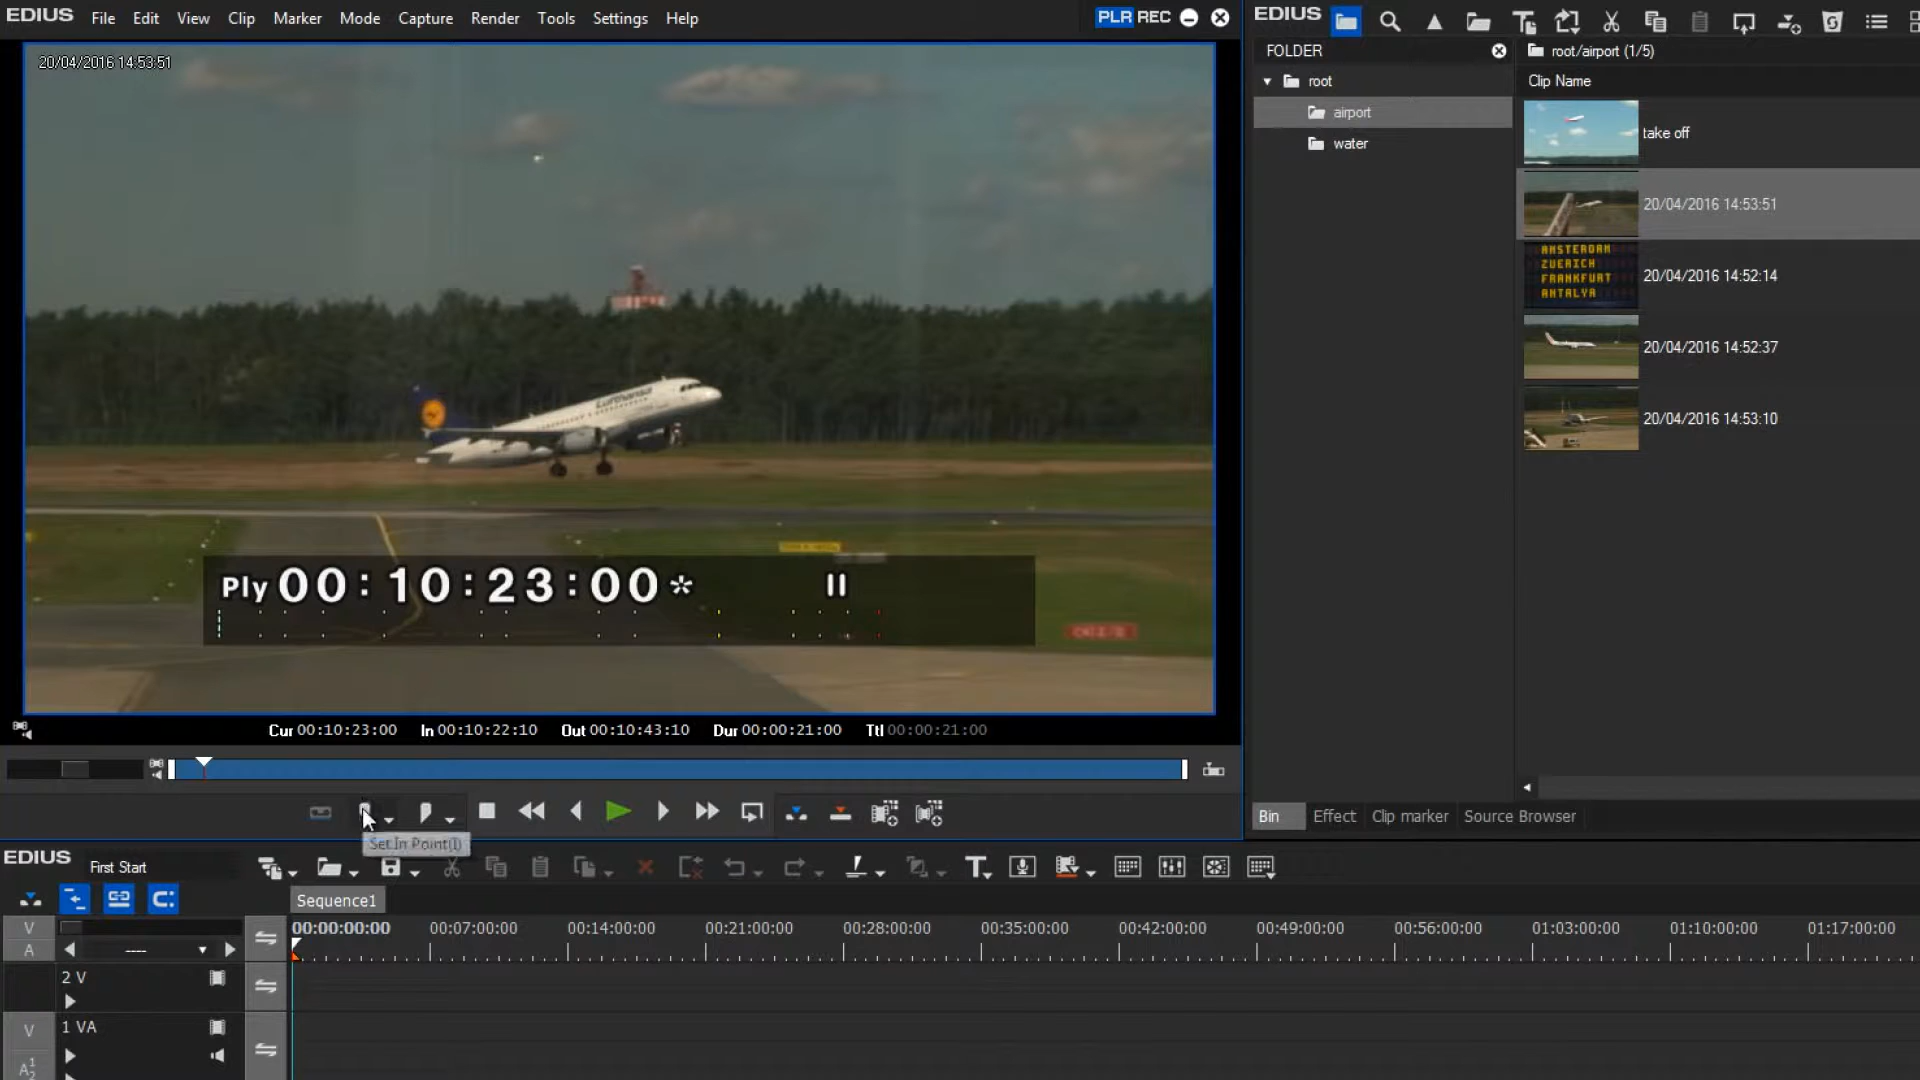 EDIUS File Edit View Clip Marker Mode Capture Render Tools Settings Help PLR REC
20/04/2016 14:53:51
Lufthansa
Ply 00:10:23:00*
Cur 00:10:23:00 In 00:10:22:10 Out 00:10:43:10 Dur 00:00:21:00 Ttl 00:00:21:00
Set In Point(I)
EDIUS
FOLDER
root
airport
water
root/airport (1/5)
Clip Name
take off
20/04/2016 14:53:51
AMSTERDAM
ZUERICH
FRANKFURT
ANTALYA
20/04/2016 14:52:14
20/04/2016 14:52:37
20/04/2016 14:53:10
Bin Effect Clip marker Source Browser
EDIUS First Start
Sequence1
V 00:00:00:00 00:07:00:00 00:14:00:00 00:21:00:00 00:28:00:00 00:35:00:00 00:42:00:00 00:49:00:00 00:56:00:00 01:03:00:00 01:10:00:00 01:17:00:00
A ----
2 V
V 1 VA
A 1 2